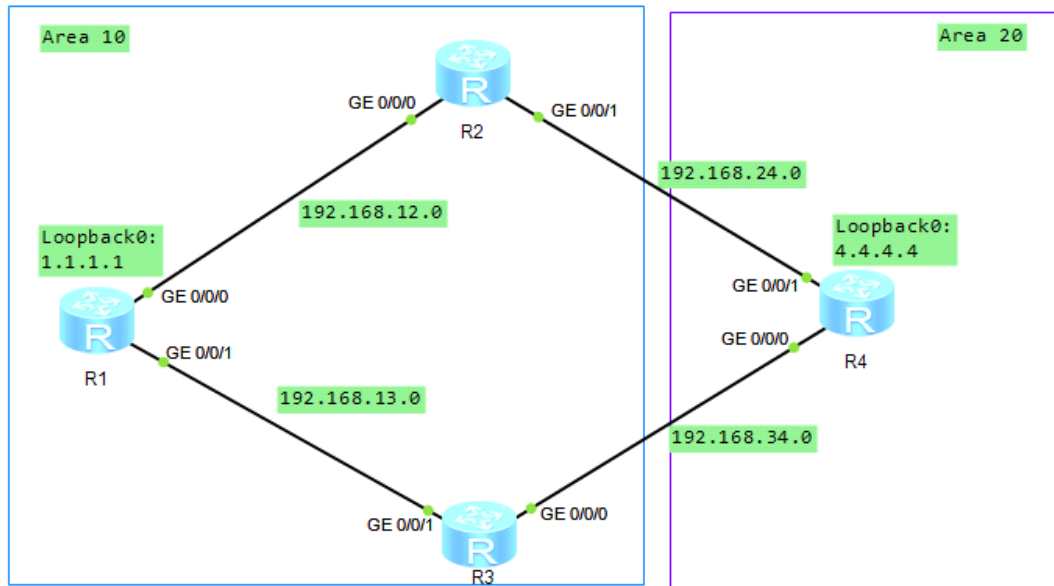 Area 10
Area 20
R
GE 0/0/0
GE 0/0/1
R2
192.168.24.0
192.168.12.0
Loopback0:
1.1.1.1
Loopback0:
4.4.4.4
GE 0/0/1
GE 0/0/0
R
R
GE 0/0/0
GE 0/0/1
R1
R4
192.168.13.0
192.168.34.0
GE 0/0/1
GE 0/0/0
R
R3